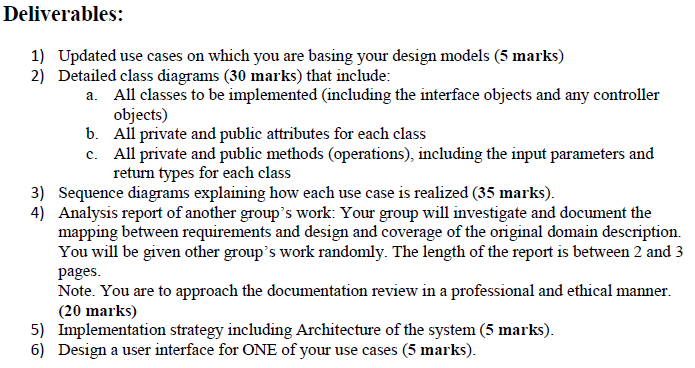 Deliverables:
1) Updated use cases on which you are basing your design models (5 marks)
2) Detailed class diagrams (30 marks) that include:
a. All classes to be implemented (including the interface objects and any controller
objects)
b. All private and public attributes for each class
c. All private and public methods (operations), including the input parameters and
return types for each class
3) Sequence diagrams explaining how each use case is realized (35 marks).
4) Analysis report of another group's work: Your group will investigate and document the
mapping between requirements and design and coverage of the original domain description.
You will be given other group's work randomly. The length of the report is between 2 and 3
pages.
Note. You are to approach the documentation review in a professional and ethical manner.
(20 marks)
5) Implementation strategy including Architecture of the system (5 marks).
6) Design a user interface for ONE of your use cases (5 marks).